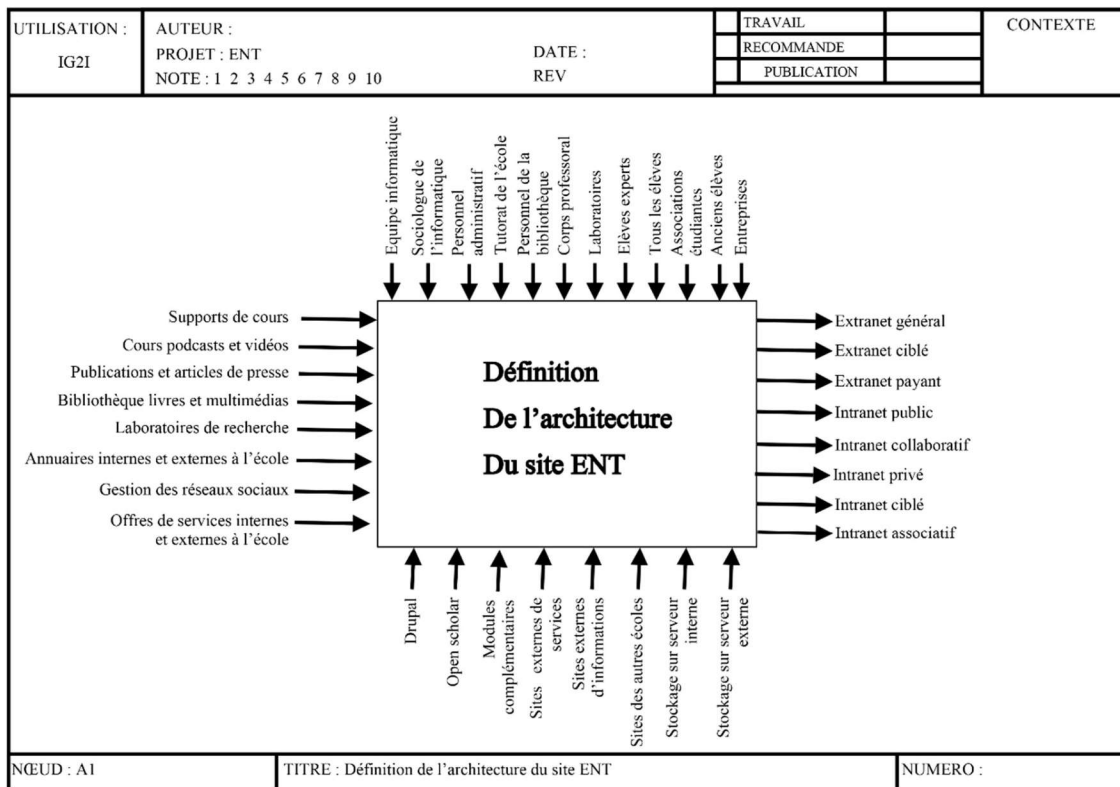 UTILISATION :
IG2I
AUTEUR :
PROJET : ENT
DATE :
NOTE : 1 2 3 4 5 6 7 8 9 10
REV
TRAVAIL
RECOMMANDE
PUBLICATION
CONTEXTE
Equipe informatique
Sociologue de
l'informatique
Personnel
administratif
Tutorat de l'école
Personnel de la
bibliothèque
Corps professoral
Laboratoires
Elèves experts
Tous les élèves
Associations
étudiantes
Anciens élèves
Entreprises
Supports de cours
Cours podcasts et vidéos
Publications et articles de presse
Bibliothèque livres et multimédias
Laboratoires de recherche
Annuaires internes et externes à l'école
Gestion des réseaux sociaux
Offres de services internes
et externes à l'école
Définition
De l'architecture
Du site ENT
Extranet général
Extranet ciblé
Extranet payant
Intranet public
Intranet collaboratif
Intranet privé
Intranet ciblé
Intranet associatif
Drupal
Open scholar
Modules
complémentaires
Sites externes de
services
Sites externes
d'informations
Sites des autres écoles
Stockage sur serveur
interne
Stockage sur serveur
externe
NŒUD : A1
TITRE : Définition de l'architecture du site ENT
NUMERO :